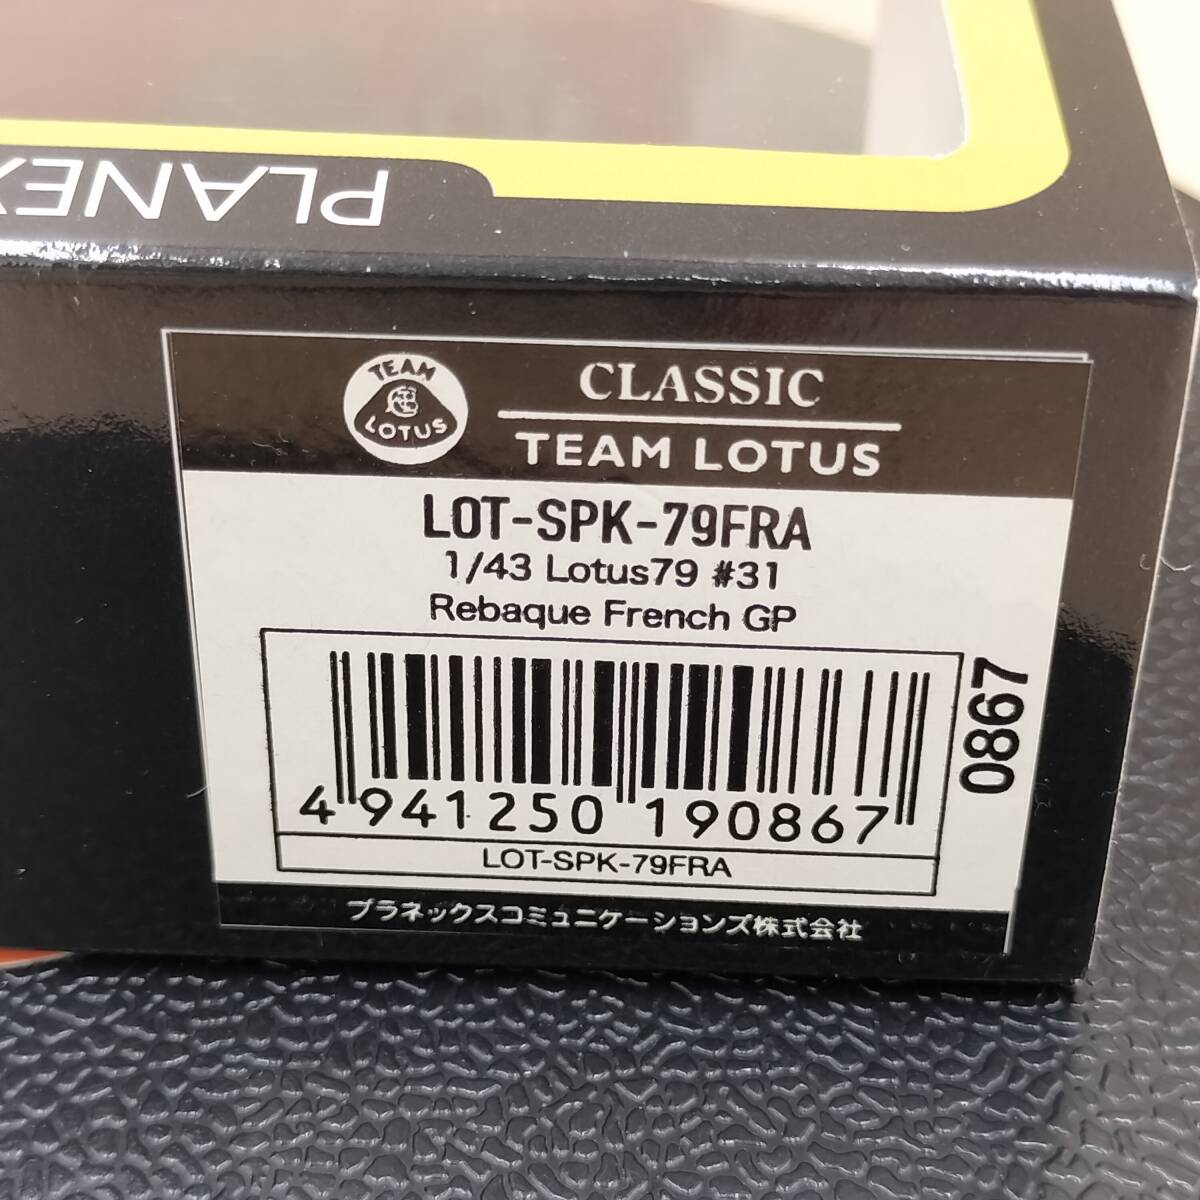 PLANEX
TEAM
LOTUS
CLASSIC
TEAM LOTUS
LOT-SPK-79FRA
1/43 Lotus79 #31
Rebaque French GP
4 941250 190867
0867
LOT-SPK-79FRA
プラネックスコミュニケーションズ株式会社